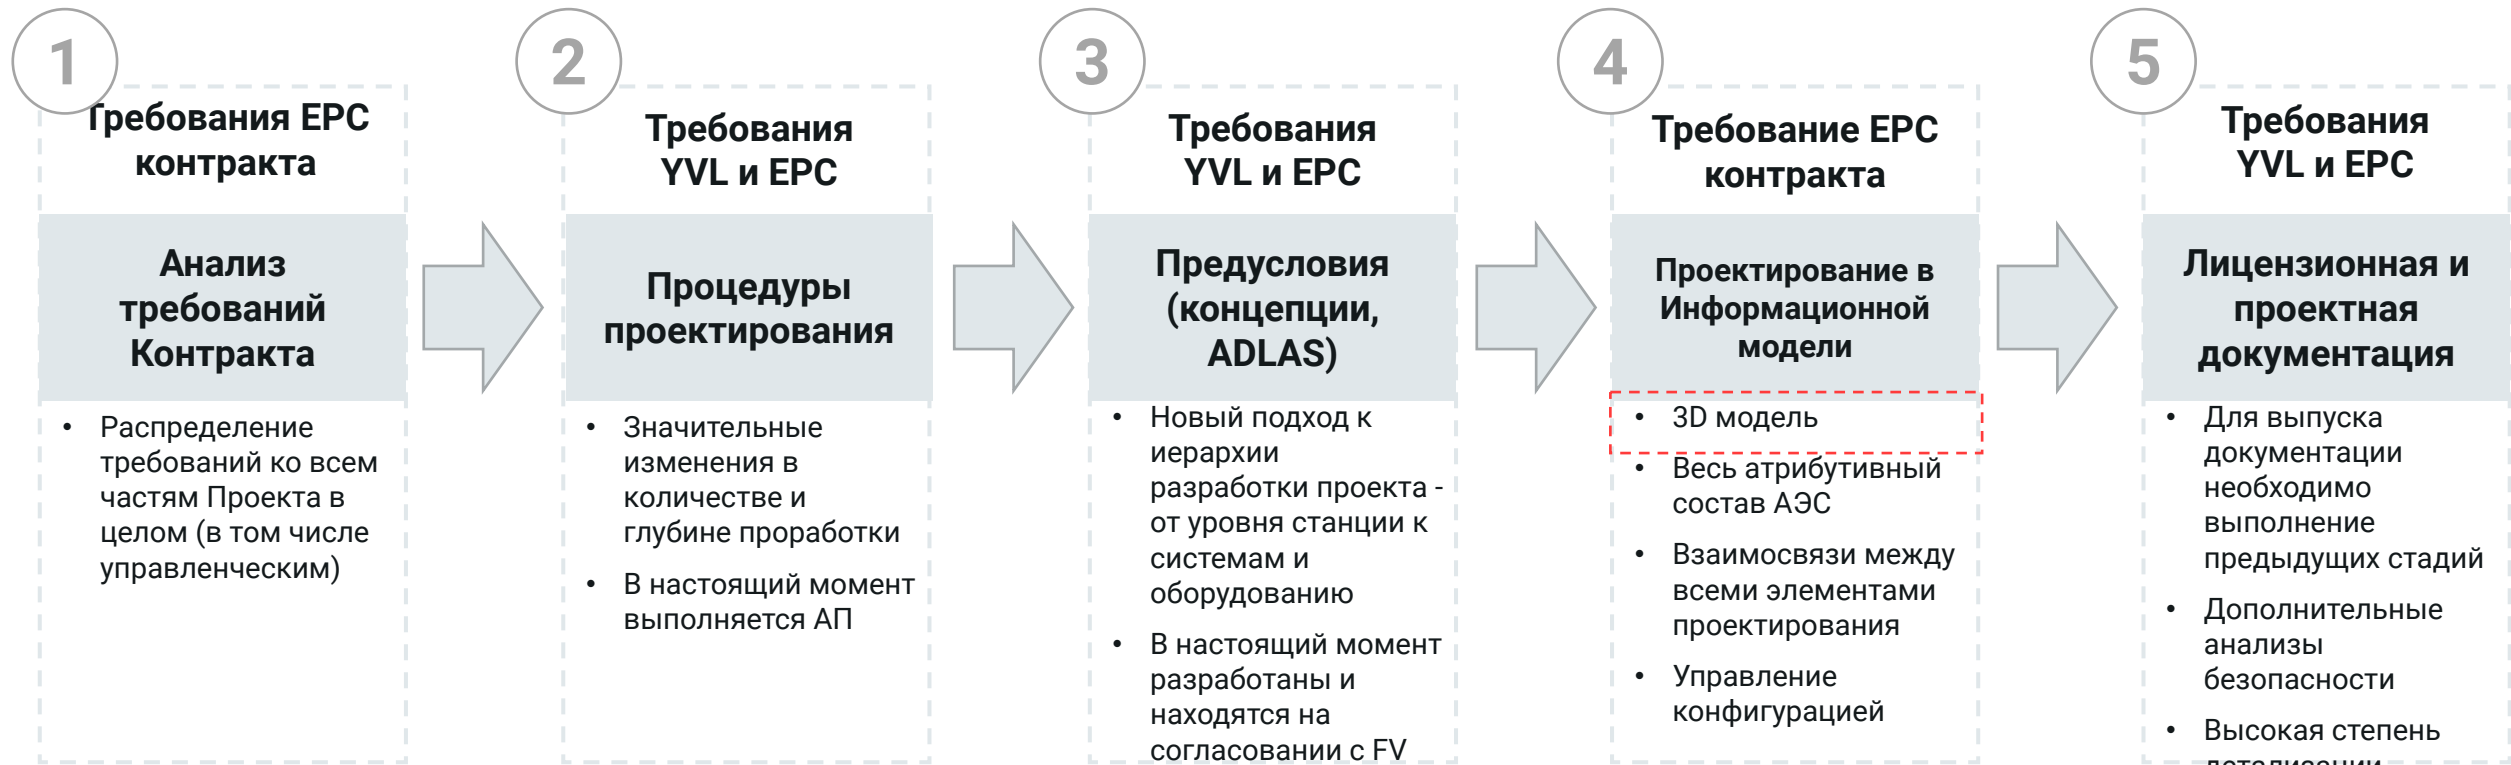 1
Требования EPC
контракта
Анализ
требований
Контракта
• Распределение
требований ко всем
частям Проекта в
целом (в том числе
управленческим)
2
Требования
YVL и EPC
Процедуры
проектирования
• Значительные
изменения в
количестве и
глубине проработки
• В настоящий момент
выполняется АП
3
Требования
YVL и EPC
Предусловия
(концепции,
ADLAS)
• Новый подход к
иерархии
разработки проекта -
от уровня станции к
системам и
оборудованию
• В настоящий момент
разработаны и
находятся на
согласовании с FV
4
Требование EPC
контракта
Проектирование в
Информационной
модели
• 3D модель
• Весь атрибутивный
состав АЭС
• Взаимосвязи между
всеми элементами
проектирования
• Управление
конфигурацией
5
Требования
YVL и EPC
Лицензионная и
проектная
документация
• Для выпуска
документации
необходимо
выполнение
предыдущих стадий
• Дополнительные
анализы
безопасности
• Высокая степень